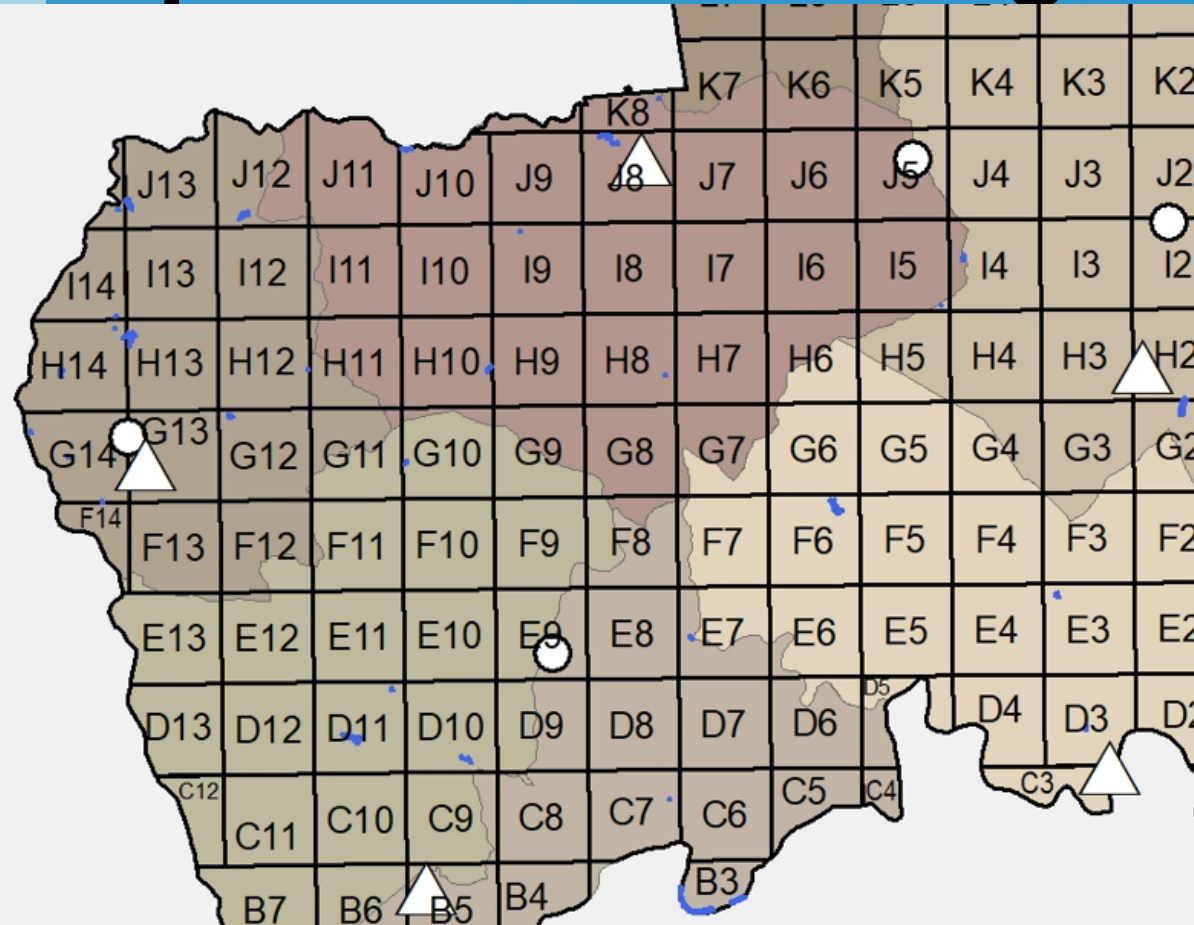 K8 K7 K6 K5 K4 K3 K2
J13 J12 J11 J10 J9 J8 J7 J6 J5 J4 J3 J2
I14 I13 I12 I11 I10 I9 I8 I7 I6 I5 I4 I3 I2
H14 H13 H12 H11 H10 H9 H8 H7 H6 H5 H4 H3 H2
G14 G13 G12 G11 G10 G9 G8 G7 G6 G5 G4 G3 G2
F14 F13 F12 F11 F10 F9 F8 F7 F6 F5 F4 F3 F2
E13 E12 E11 E10 E9 E8 E7 E6 E5 E4 E3 E2
D13 D12 D11 D10 D9 D8 D7 D6 D5 D4 D3 D2
C12 C11 C10 C9 C8 C7 C6 C5 C4 C3
B7 B6 B5 B4 B3